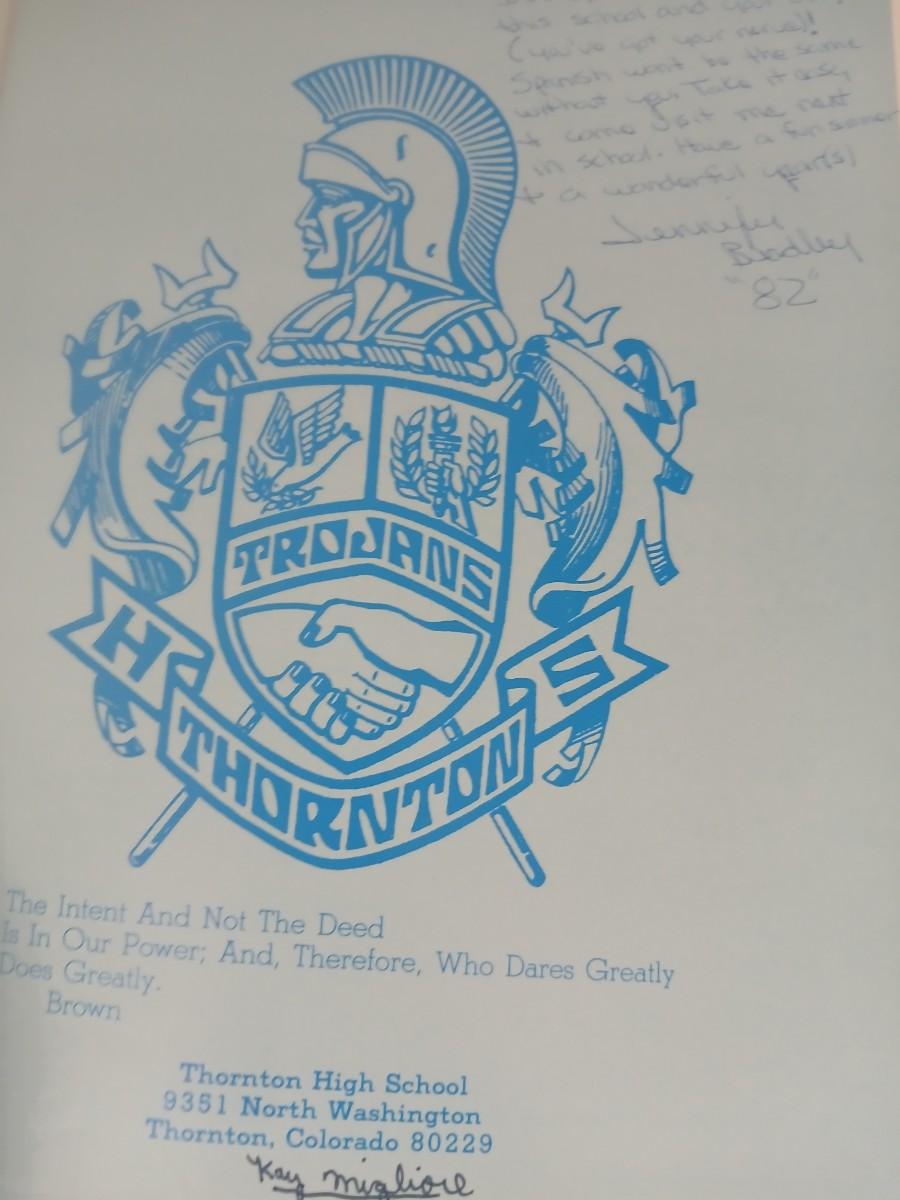 this school and
(you've got your nerve)!
Spanish won't be the same
without you. Take it easy,
+ come visit me next
in school. Have a fun summer
+ a wonderful year(s)
Jennifer
Bradley
"82"
TROJANS
H S
THORNTON
The Intent And Not The Deed
Is In Our Power; And, Therefore, Who Dares Greatly
Does Greatly.
Brown
Thornton High School
9351 North Washington
Thornton, Colorado 80229
Kay Migliore